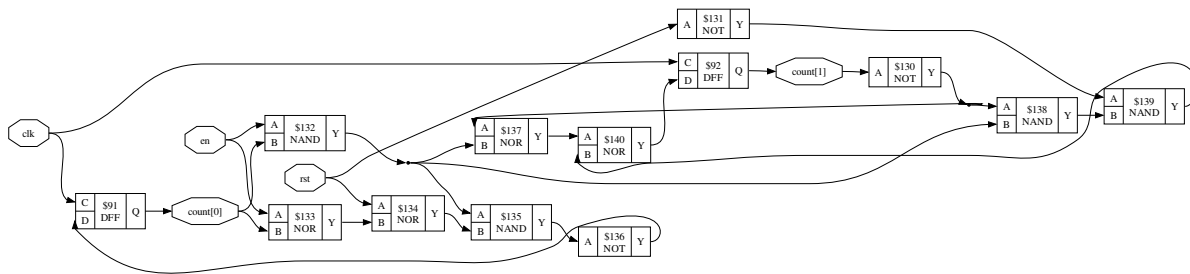 A $131 Y
NOT
C $92 Q
D DFF
count[1]
A $130 Y
NOT
A $138 Y
B NAND
A $139 Y
B NAND
clk
en
A $132 Y
B NAND
A $137 Y
B NOR
A $140 Y
B NOR
rst
C $91 Q
D DFF
count[0]
A $133 Y
B NOR
A $134 Y
B NOR
A $135 Y
B NAND
A $136 Y
NOT